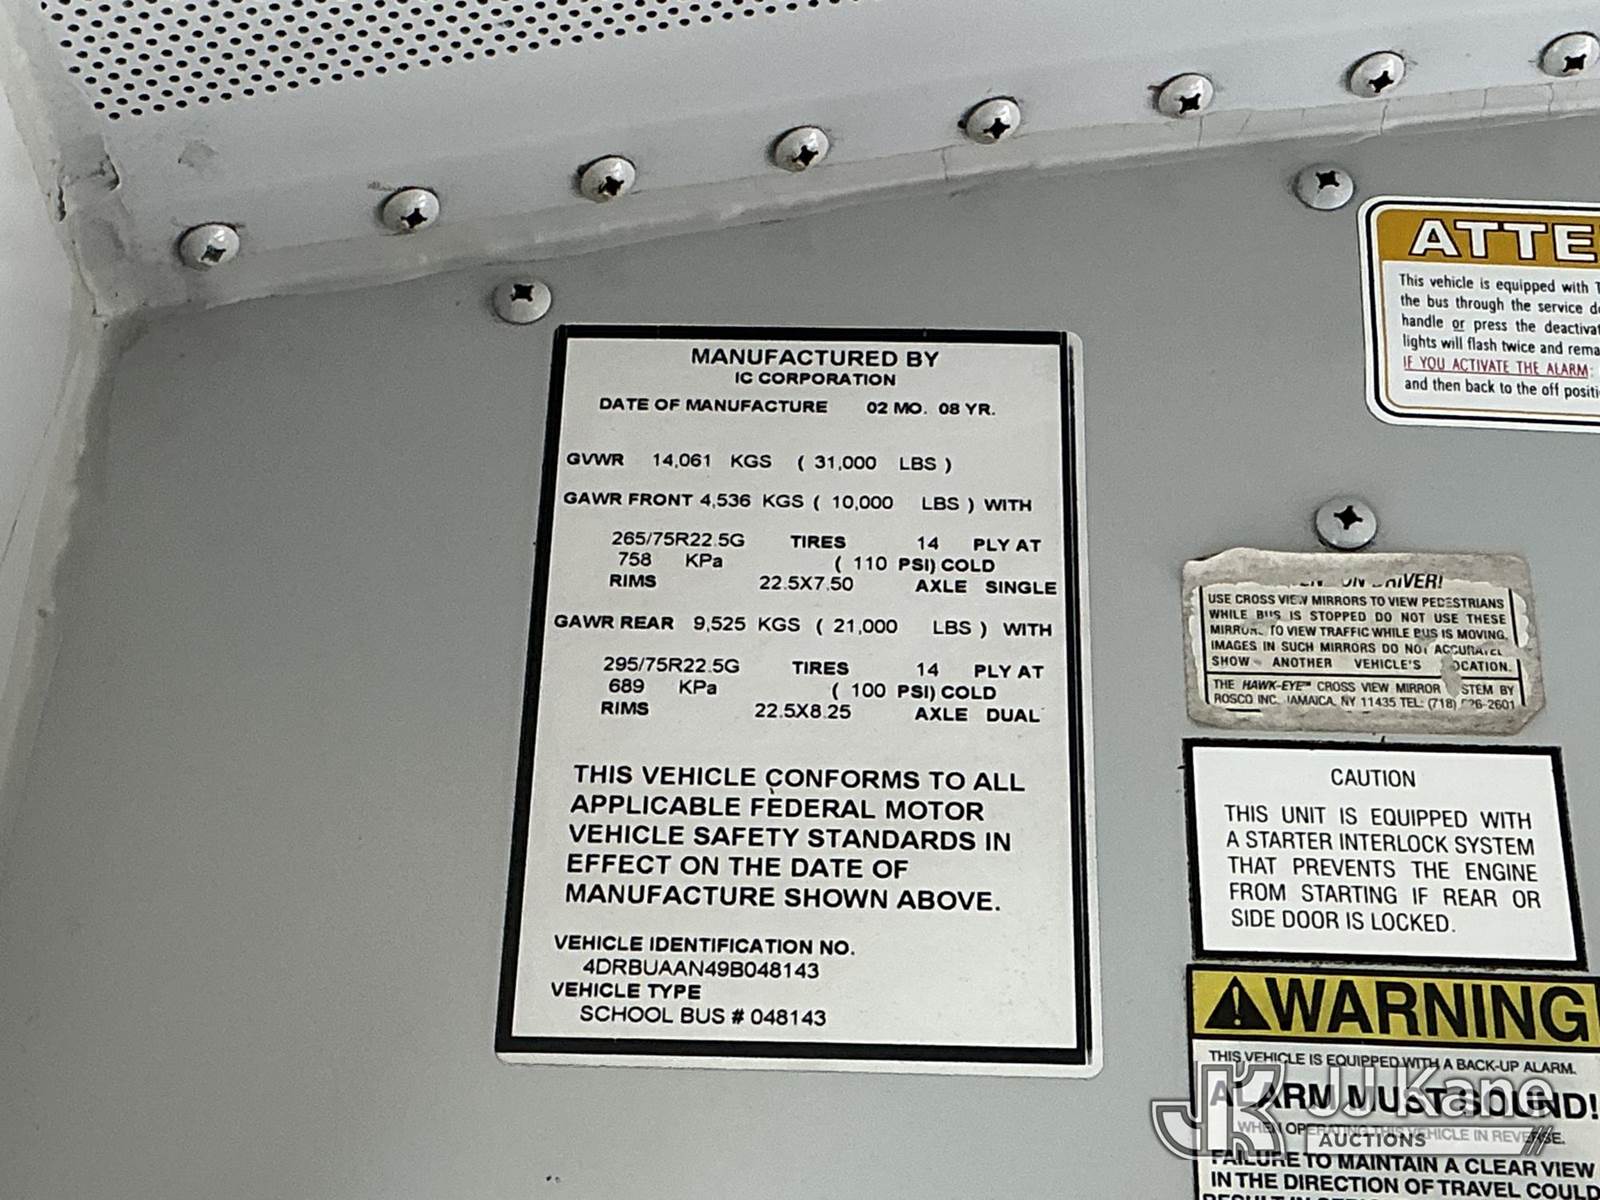 MANUFACTURED BY
IC CORPORATION
DATE OF MANUFACTURE 02 MO. 08 YR.
GVWR 14,061 KGS ( 31,000 LBS )
GAWR FRONT 4,536 KGS ( 10,000 LBS ) WITH
265/75R22.5G TIRES 14 PLY AT
758 KPa ( 110 PSI) COLD
RIMS 22.5X7.50 AXLE SINGLE
GAWR REAR 9,525 KGS ( 21,000 LBS ) WITH
295/75R22.5G TIRES 14 PLY AT
689 KPa ( 100 PSI) COLD
RIMS 22.5X8.25 AXLE DUAL
THIS VEHICLE CONFORMS TO ALL
APPLICABLE FEDERAL MOTOR
VEHICLE SAFETY STANDARDS IN
EFFECT ON THE DATE OF
MANUFACTURE SHOWN ABOVE.
VEHICLE IDENTIFICATION NO.
4DRBUAAN49B048143
VEHICLE TYPE
SCHOOL BUS # 048143
ATTE
This vehicle is equipped with T
the bus through the service do
handle or press the deactivat
lights will flash twice and rema
IF YOU ACTIVATE THE ALARM:
and then back to the off positi
DRIVER!
USE CROSS VIEW MIRRORS TO VIEW PEDESTRIANS
WHILE BUS IS STOPPED DO NOT USE THESE
TO VIEW TRAFFIC WHILE BUS IS MOVING.
IMAGES IN SUCH MIRRORS DO NOT
SHOW ANOTHER VEHICLE'S
THE HAWK-EYE™ CROSS VIEW MIRROR BY
ROSCO INC. JAMAICA, NY 11435 TEL: (718) 26-2601
CAUTION
THIS UNIT IS EQUIPPED WITH
A STARTER INTERLOCK SYSTEM
THAT PREVENTS THE ENGINE
FROM STARTING IF REAR OR
SIDE DOOR IS LOCKED.
WARNING
THIS VEHICLE IS EQUIPPED WITH A BACK-UP ALARM.
ALARM MUST SOUND!
WHEN OPERATING THIS VEHICLE IN REVERSE.
FAILURE TO MAINTAIN A CLEAR VIEW
IN THE DIRECTION OF TRAVEL COULD
JK JJ Kane
AUCTIONS